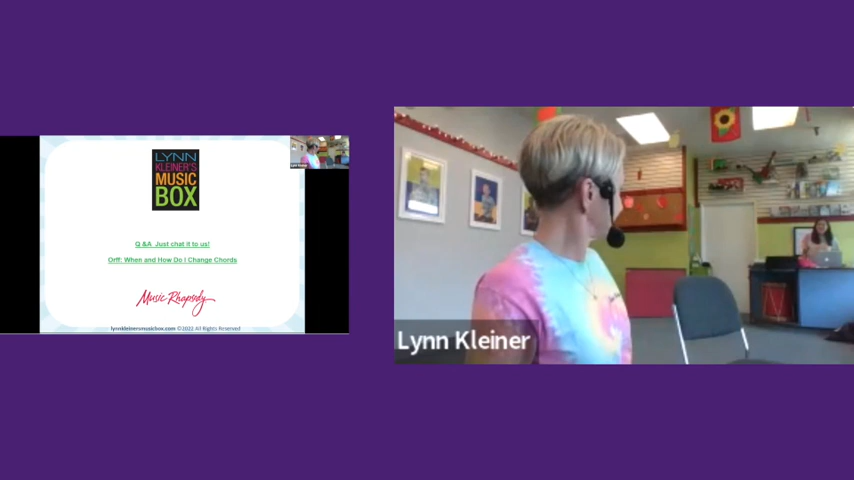 LYNN
KLEINER'S
MUSIC
BOX
Q &A Just chat it to us!
Orff: When and How Do I Change Chords
Music Rhapsody
lynnkleinersmusicbox.com ©2022 All Rights Reserved
Lynn Kleiner